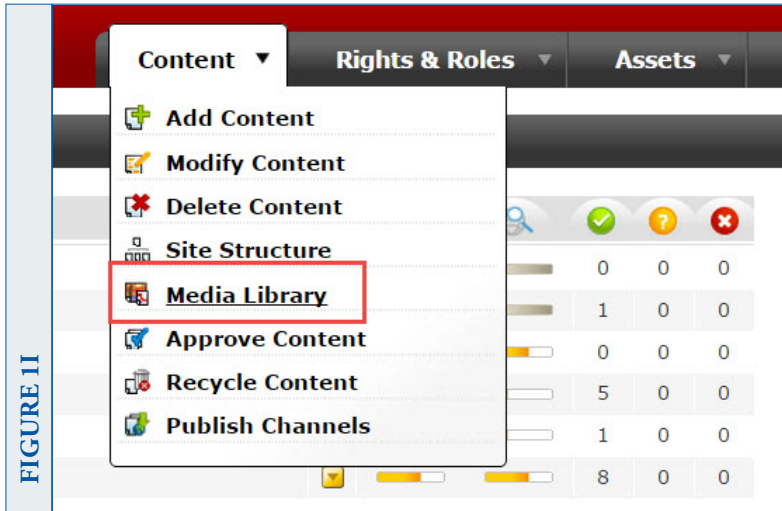 Content ▼ Rights & Roles ▼ Assets ▼
Add Content
Modify Content
Delete Content
Site Structure
Media Library
Approve Content
Recycle Content
Publish Channels
0 0 0
1 0 0
0 0 0
5 0 0
1 0 0
8 0 0
FIGURE 1I